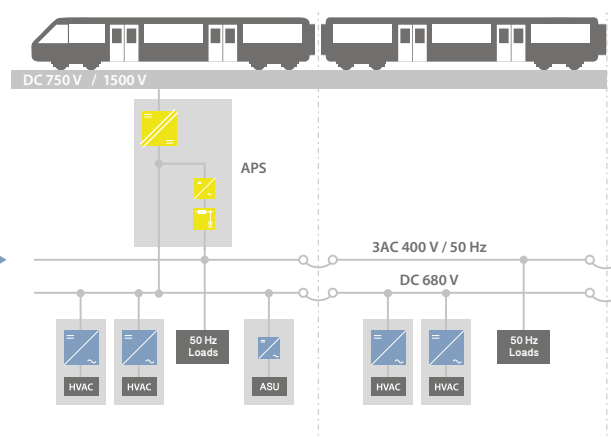 DC 750 V / 1500 V
APS
3AC 400 V / 50 Hz
DC 680 V
50 Hz
Loads
50 Hz
Loads
HVAC
HVAC
ASU
HVAC
HVAC